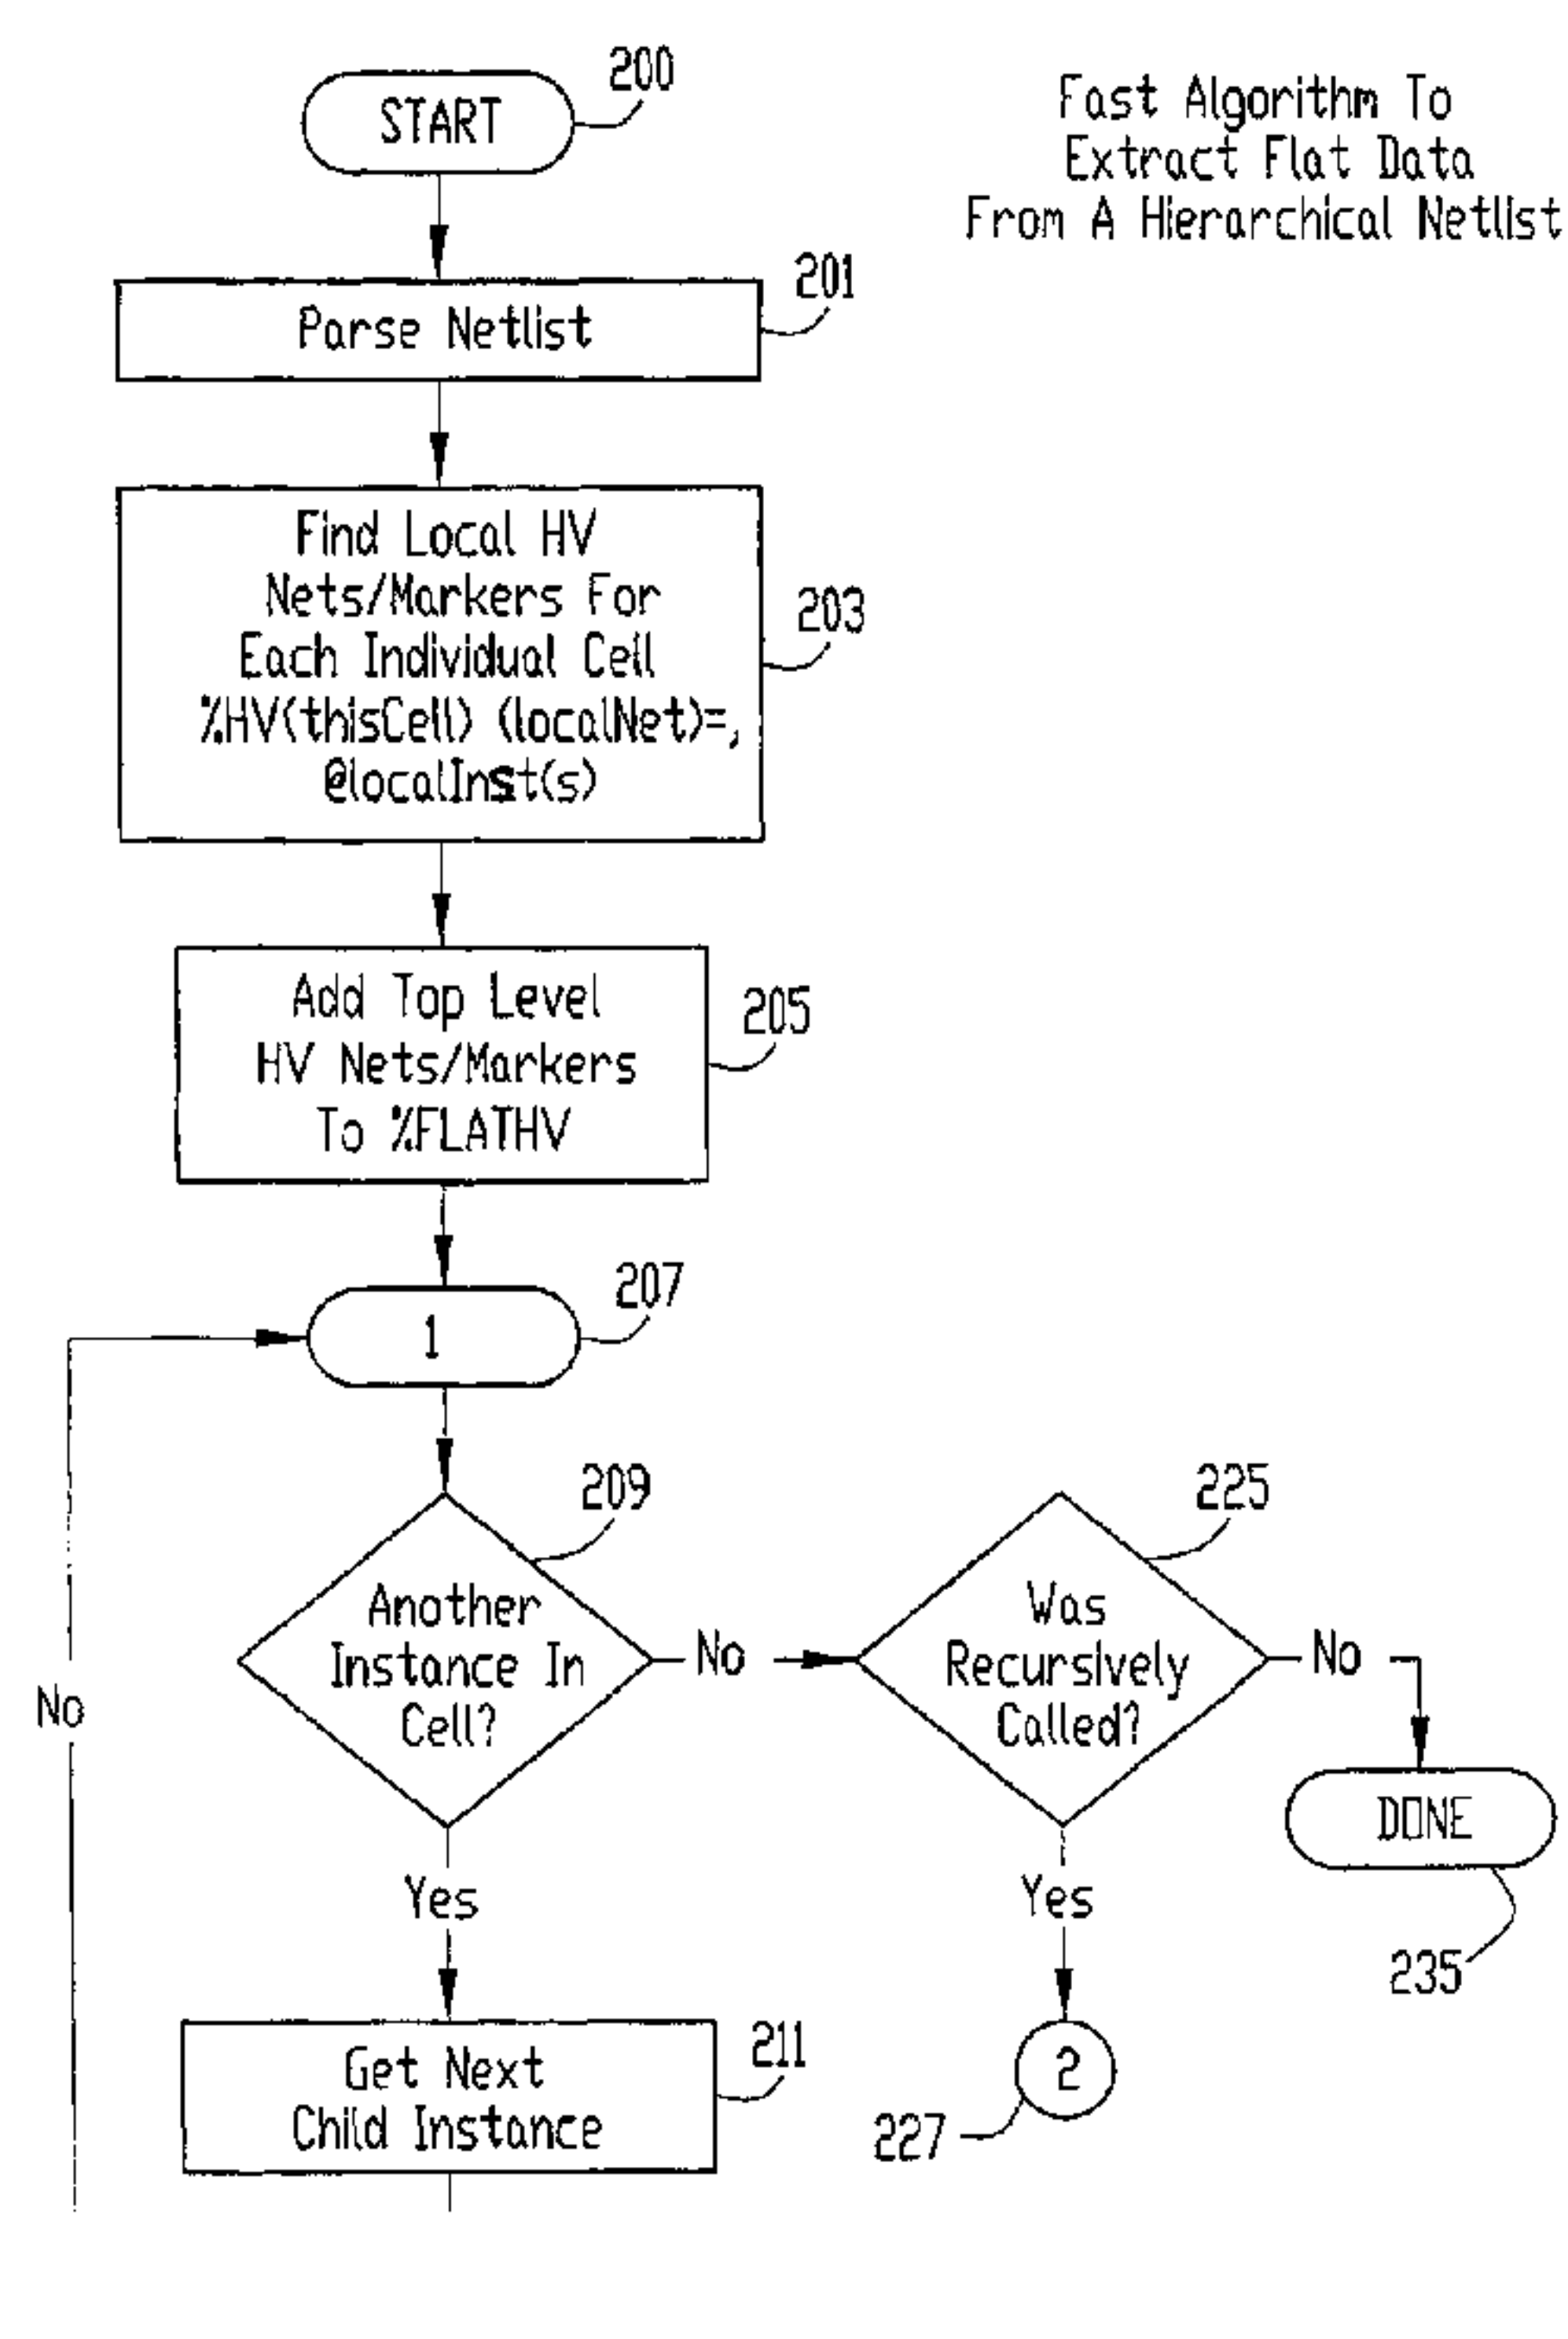 Fast Algorithm To
Extract Flat Data
From A Hierarchical Netlist
200
START
201
Parse Netlist
203
Find Local HV
Nets/Markers For
Each Individual Cell
%HV(thisCell) (localNet)=,
@localInst(s)
205
Add Top Level
HV Nets/Markers
To %FLATHV
207
1
209
Another
Instance In
Cell?
No
225
Was
Recursively
Called?
No
No
DONE
235
Yes
Yes
211
Get Next
Child Instance
2
227